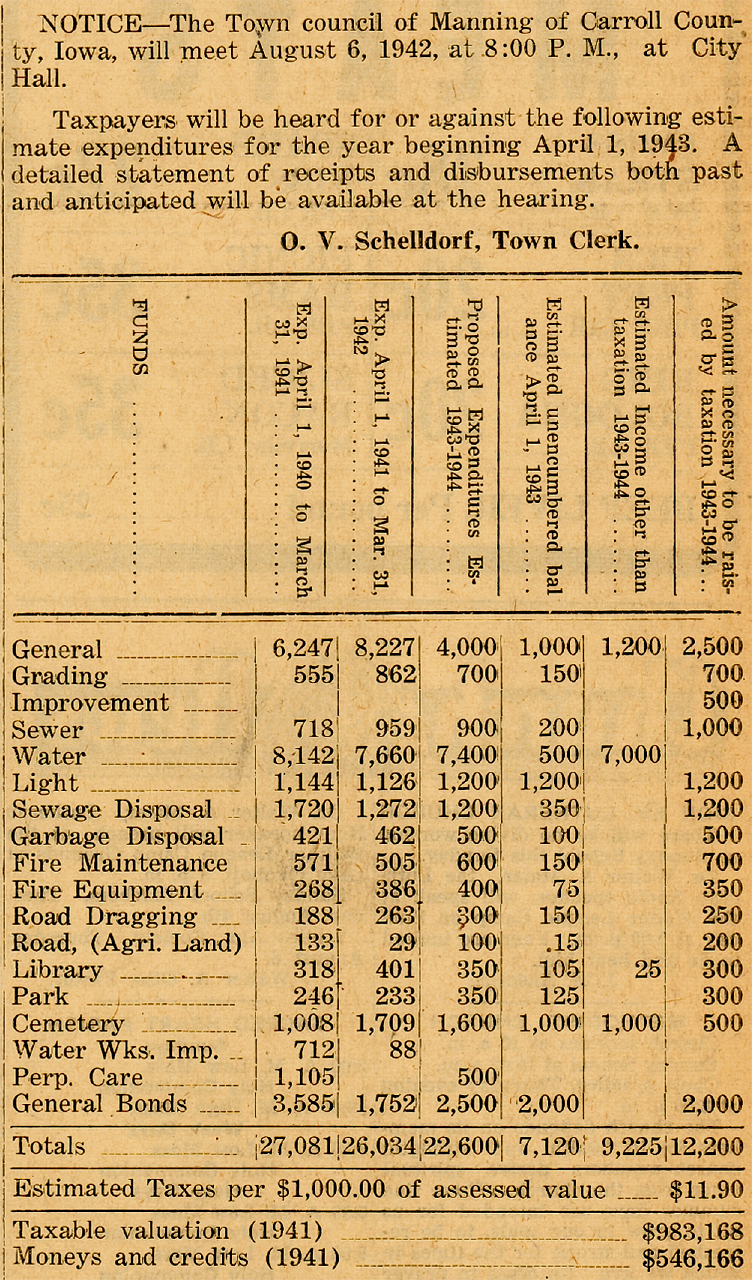 NOTICE—The Town council of Manning of Carroll Coun-
ty, Iowa, will meet August 6, 1942, at 8:00 P. M., at City
Hall.
Taxpayers will be heard for or against the following esti-
mate expenditures for the year beginning April 1, 1943. A
detailed statement of receipts and disbursements both past
and anticipated will be available at the hearing.
O. V. Schelldorf, Town Clerk.
FUNDS
Exp. April 1, 1940 to March
31, 1941
Exp. April 1, 1941 to Mar. 31,
1942
Proposed Expenditures Es-
timated 1943-1944
Estimated unencumbered bal
ance April 1, 1943
Estimated Income other than
taxation 1943-1944
Amount necessary to be rais-
ed by taxation 1943-1944
General 6,247 8,227 4,000 1,000 1,200 2,500
Grading 555 862 700 150 700
Improvement 500
Sewer 718 959 900 200 1,000
Water 8,142 7,660 7,400 500 7,000
Light 1,144 1,126 1,200 1,200 1,200
Sewage Disposal 1,720 1,272 1,200 350 1,200
Garbage Disposal 421 462 500 100 500
Fire Maintenance 571 505 600 150 700
Fire Equipment 268 386 400 75 350
Road Dragging 188 263 300 150 250
Road, (Agri. Land) 133 29 100 .15 200
Library 318 401 350 105 25 300
Park 246 233 350 125 300
Cemetery 1,008 1,709 1,600 1,000 1,000 500
Water Wks. Imp. 712 88
Perp. Care 1,105 500
General Bonds 3,585 1,752 2,500 2,000 2,000
Totals 27,081 26,034 22,600 7,120 9,225 12,200
Estimated Taxes per $1,000.00 of assessed value $11.90
Taxable valuation (1941) $983,168
Moneys and credits (1941) $546,166